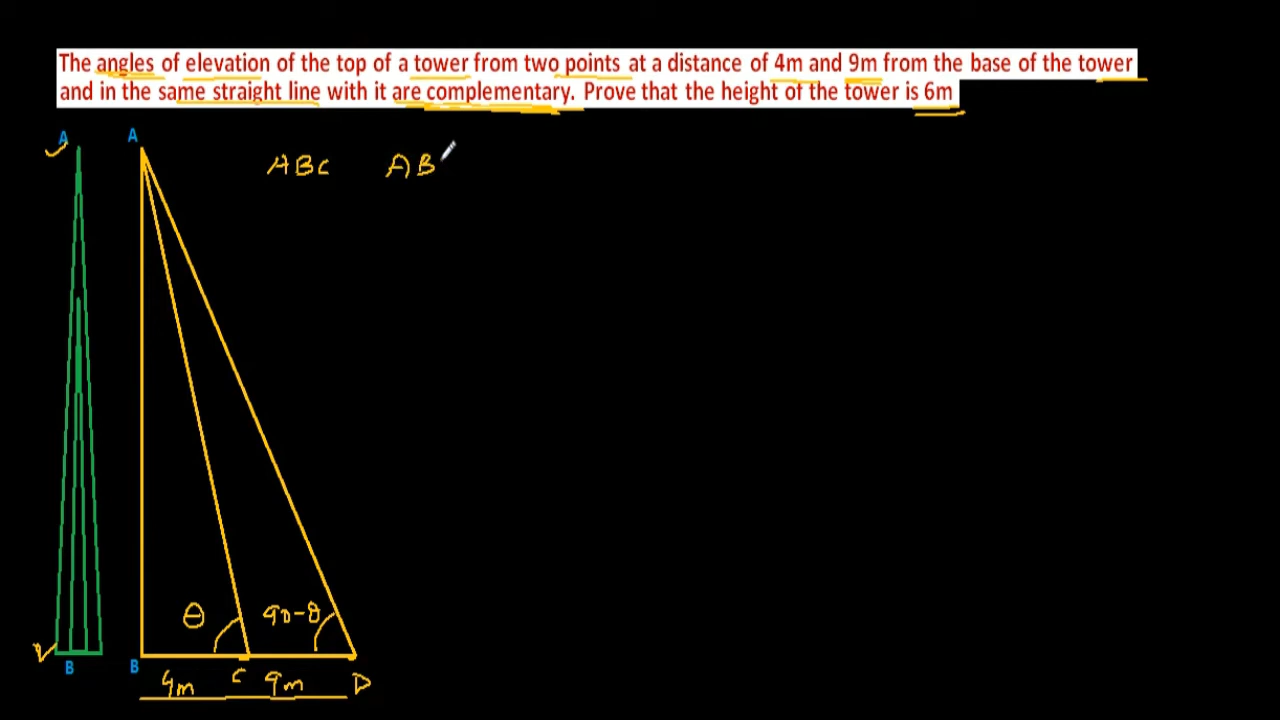 The angles of elevation of the top of a tower from two points at a distance of 4m and 9m from the base of the tower
and in the same straight line with it are complementary. Prove that the height of the tower is 6m
A A
ABC AB
θ 90-θ
B B
4m C 9m D